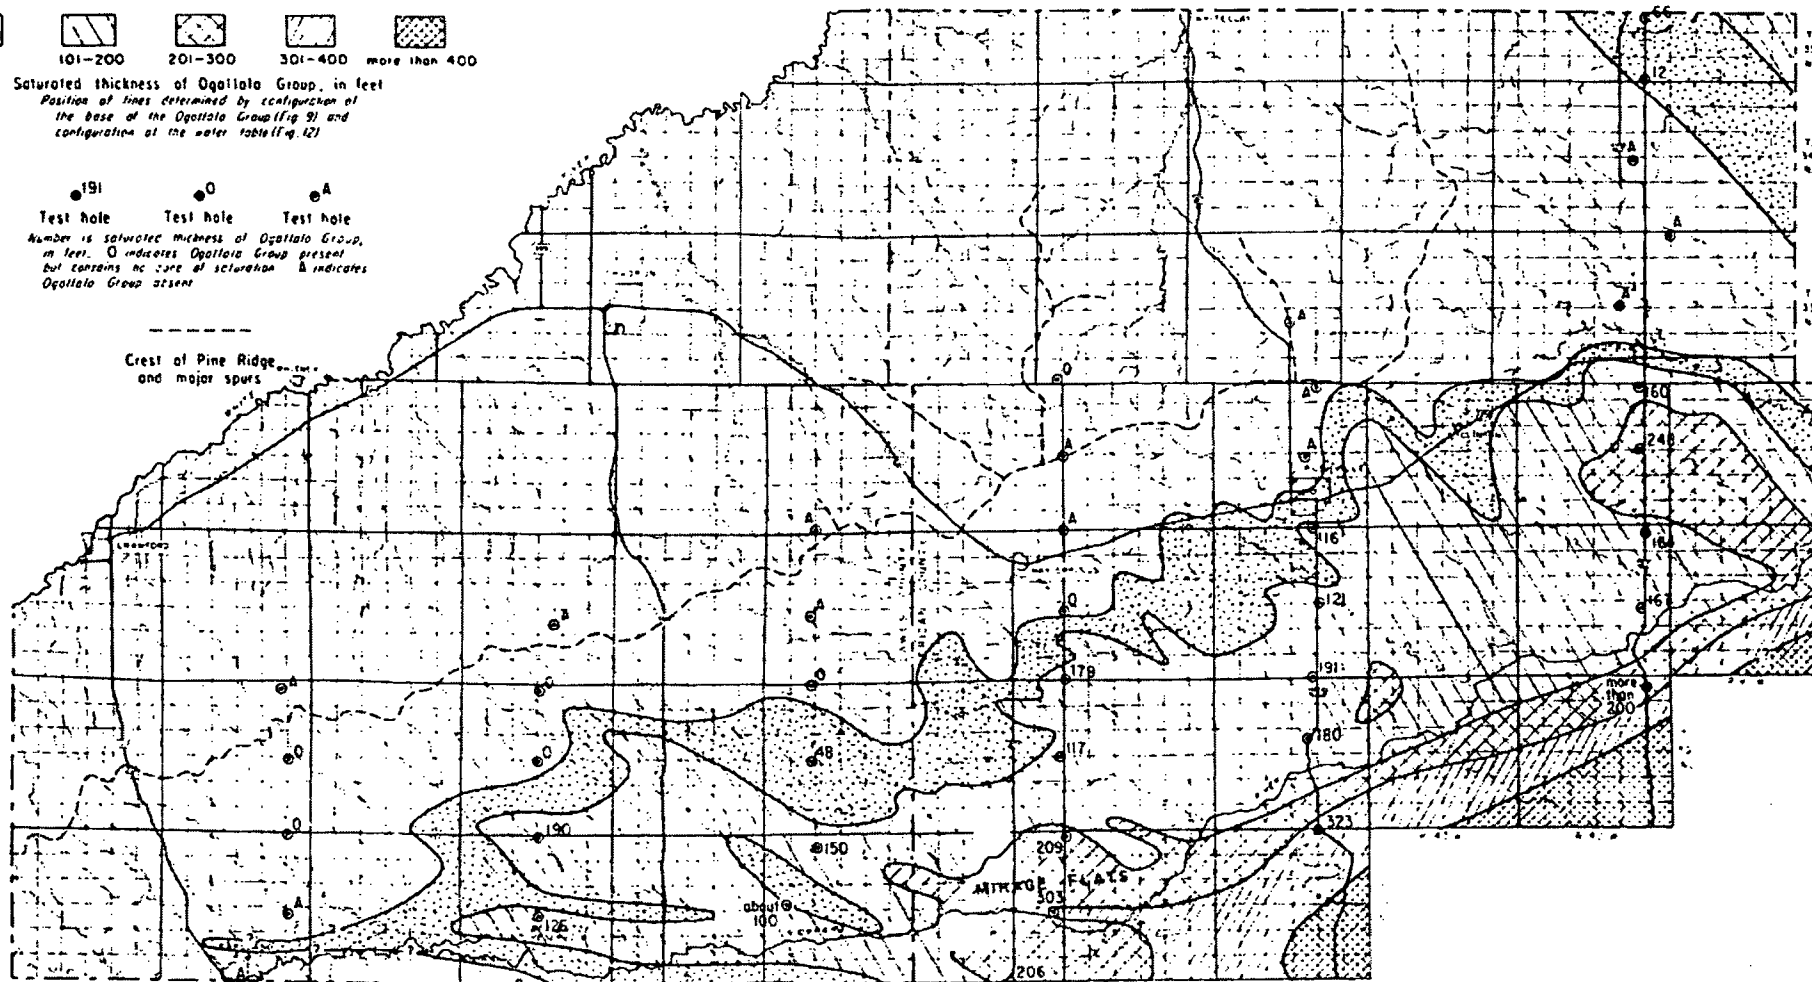 101-200
201-300
301-400
more than 400
Saturated thickness of Ogallala Group, in feet
Position of lines determined by configuration of
the base of the Ogallala Group (Fig. 9) and
configuration of the water table (Fig. 12)
191
0
A
Test hole
Test hole
Test hole
Number is saturated thickness of Ogallala Group,
in feet. 0 indicates Ogallala Group present
but contains no zone of saturation A indicates
Ogallala Group absent
Crest of Pine Ridge
and major spurs
CRAWFORD
66
12
A
A
A
A
0
A
60
A
A
248
A
A
116
164
A
A
0
121
167
A
0
0
179
191
more
than
200
0
0
48
117
180
0
190
150
209
323
MIRAGE FLATS
A
126
about
100
303
206
A